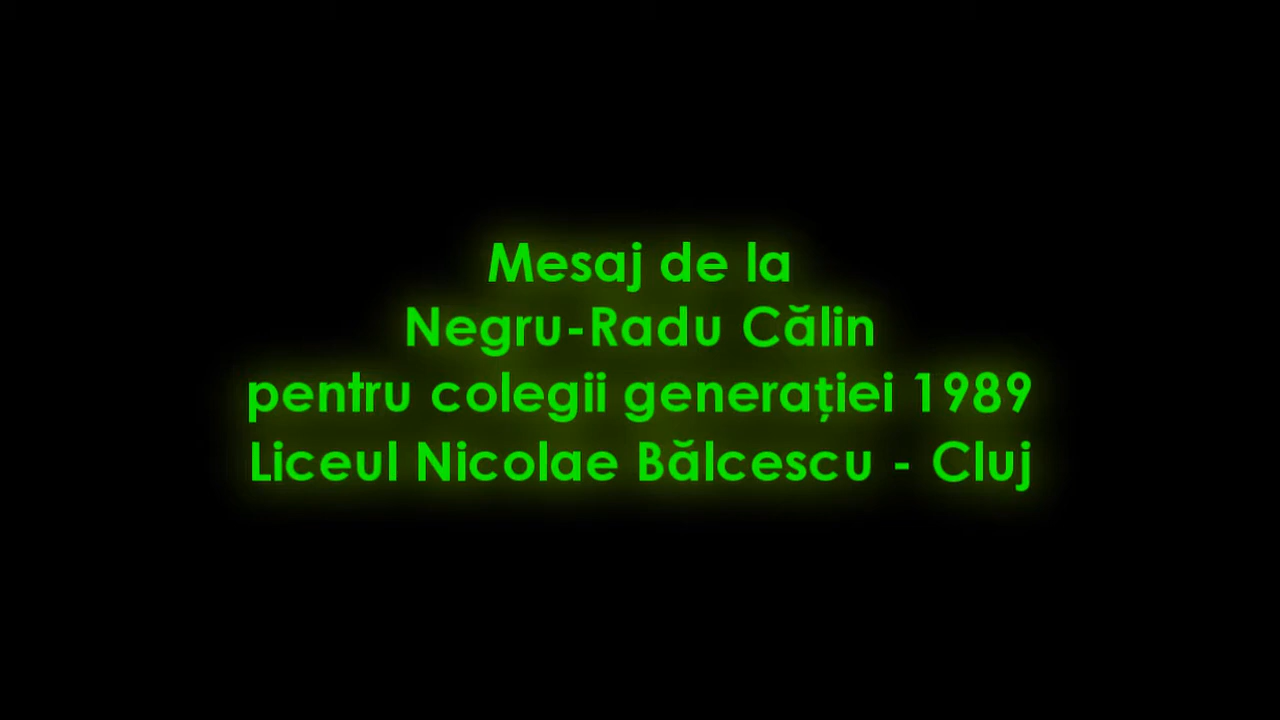 Mesaj de la
Negru-Radu Călin
pentru colegii generației 1989
Liceul Nicolae Bălcescu - Cluj